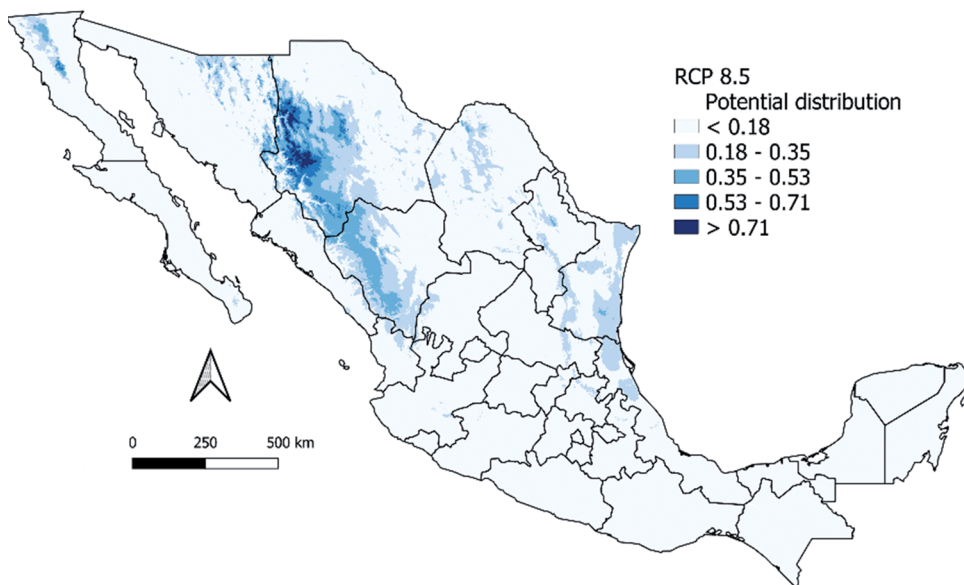 RCP 8.5
Potential distribution
< 0.18
0.18 - 0.35
0.35 - 0.53
0.53 - 0.71
> 0.71
0 250 500 km